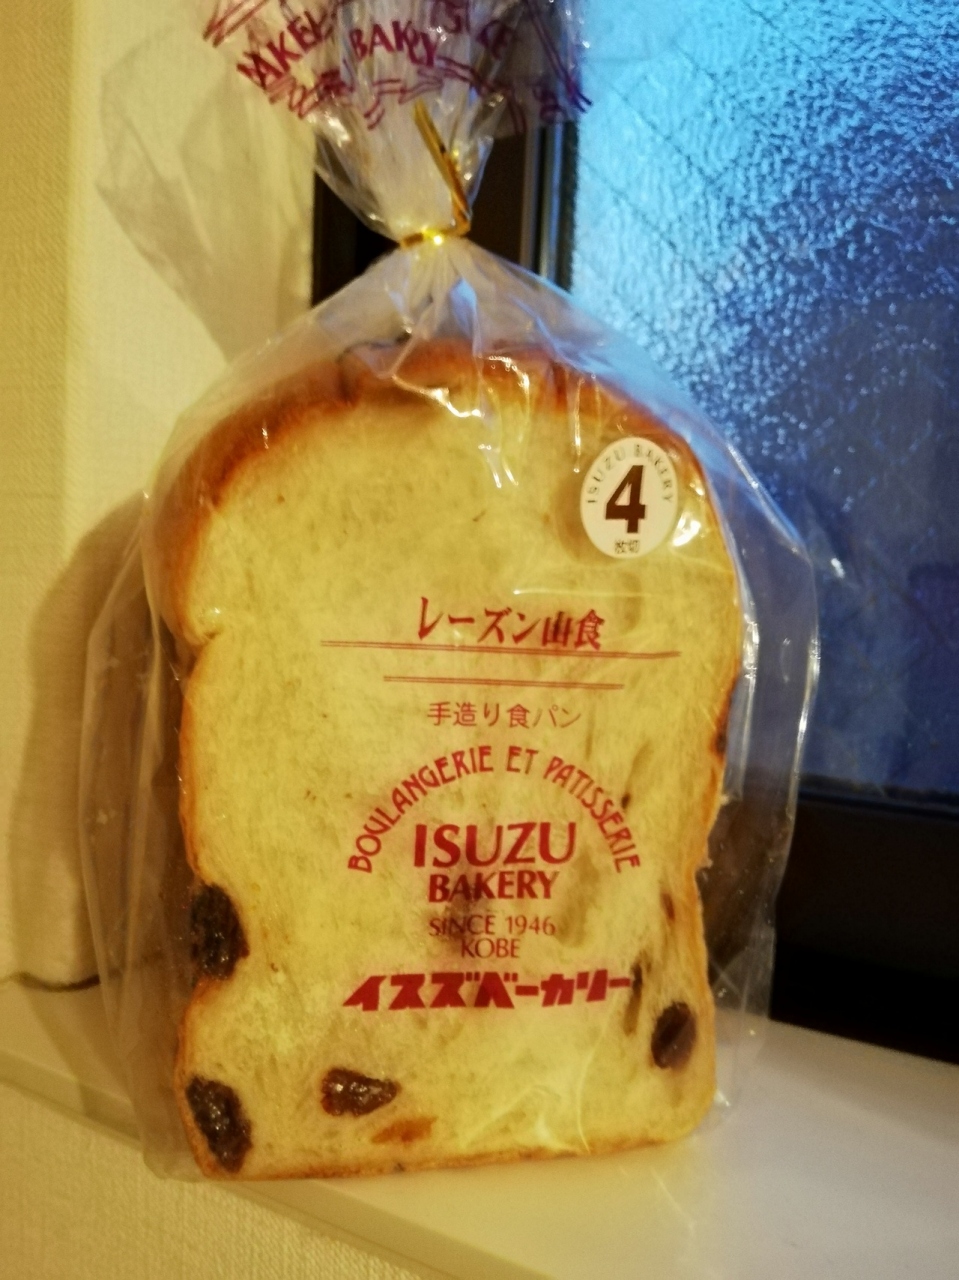 BAKERY
ISUZU BAKERY
4
枚切
レーズン山食
手造り食パン
BOULANGERIE ET PATISSERIE
ISUZU
BAKERY
SINCE 1946
KOBE
イスズベーカリー